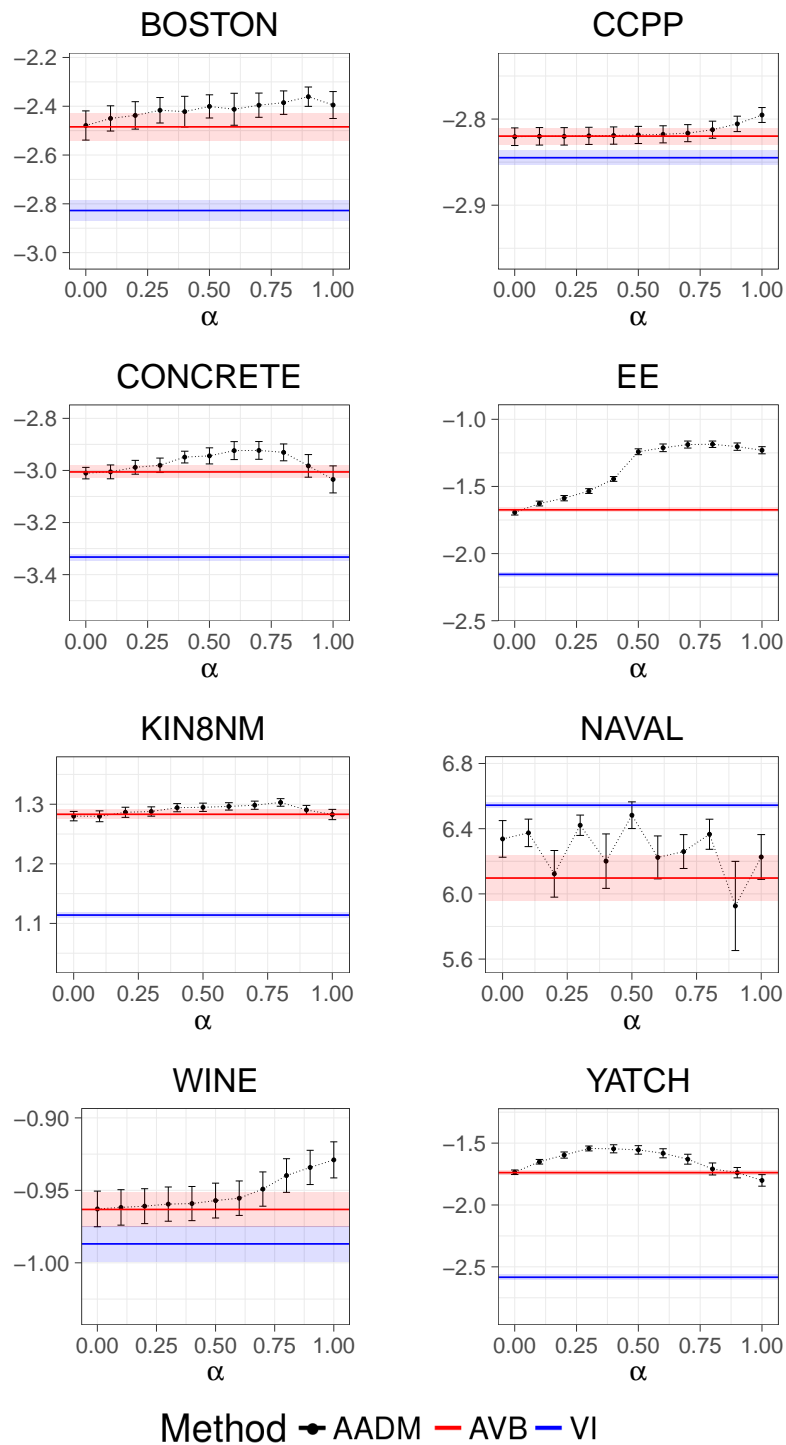 BOSTON
−2.2
−2.4
−2.6
−2.8
−3.0
0.00 0.25 0.50 0.75 1.00
α
CCPP
−2.8
−2.9
0.00 0.25 0.50 0.75 1.00
α
CONCRETE
−2.8
−3.0
−3.2
−3.4
0.00 0.25 0.50 0.75 1.00
α
EE
−1.0
−1.5
−2.0
−2.5
0.00 0.25 0.50 0.75 1.00
α
KIN8NM
1.3
1.2
1.1
0.00 0.25 0.50 0.75 1.00
α
NAVAL
6.8
6.4
6.0
5.6
0.00 0.25 0.50 0.75 1.00
α
WINE
−0.90
−0.95
−1.00
0.00 0.25 0.50 0.75 1.00
α
YATCH
−1.5
−2.0
−2.5
0.00 0.25 0.50 0.75 1.00
α
Method AADM AVB VI